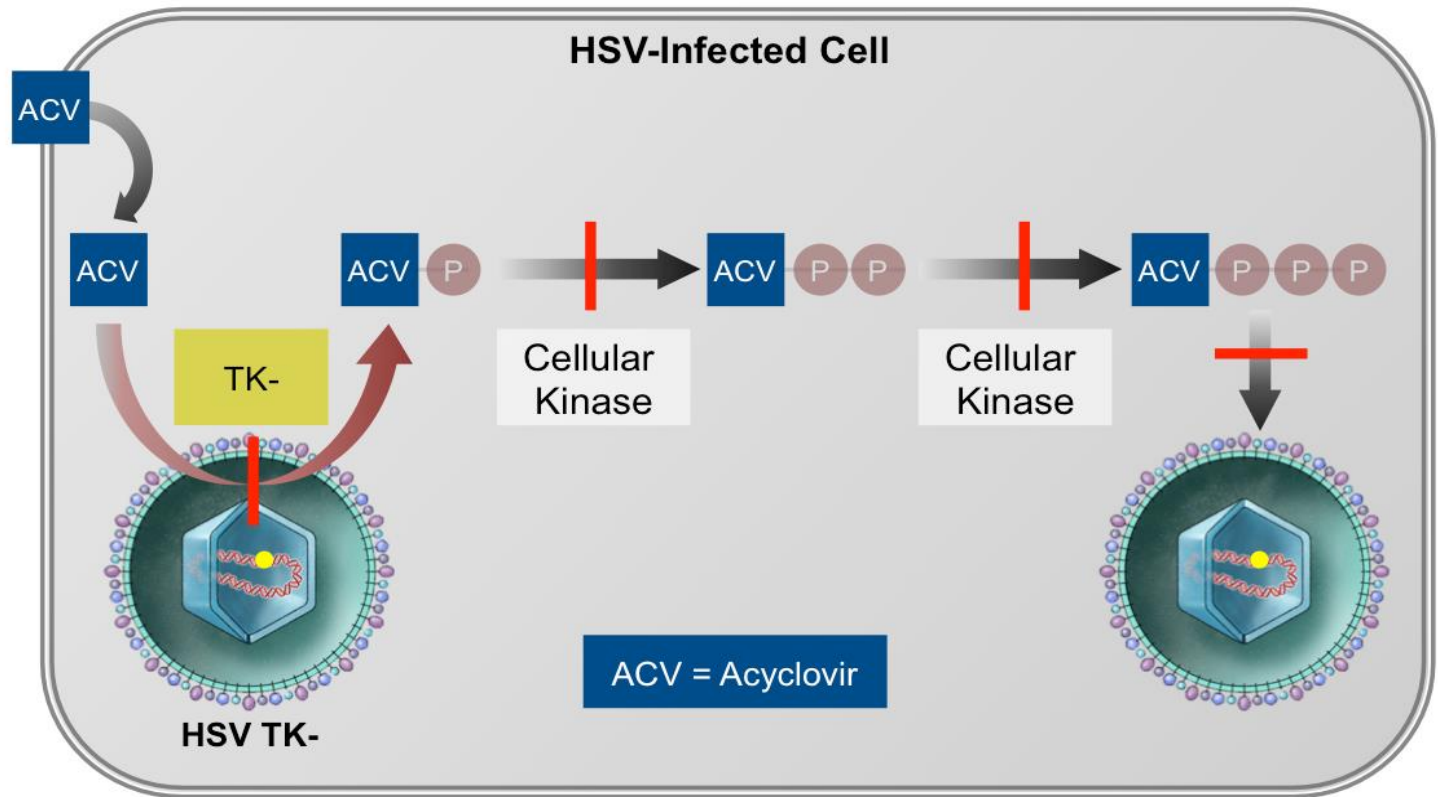 HSV-Infected Cell
ACV
ACV
ACV P
ACV P P
ACV P P P
TK-
Cellular
Kinase
Cellular
Kinase
ACV = Acyclovir
HSV TK-